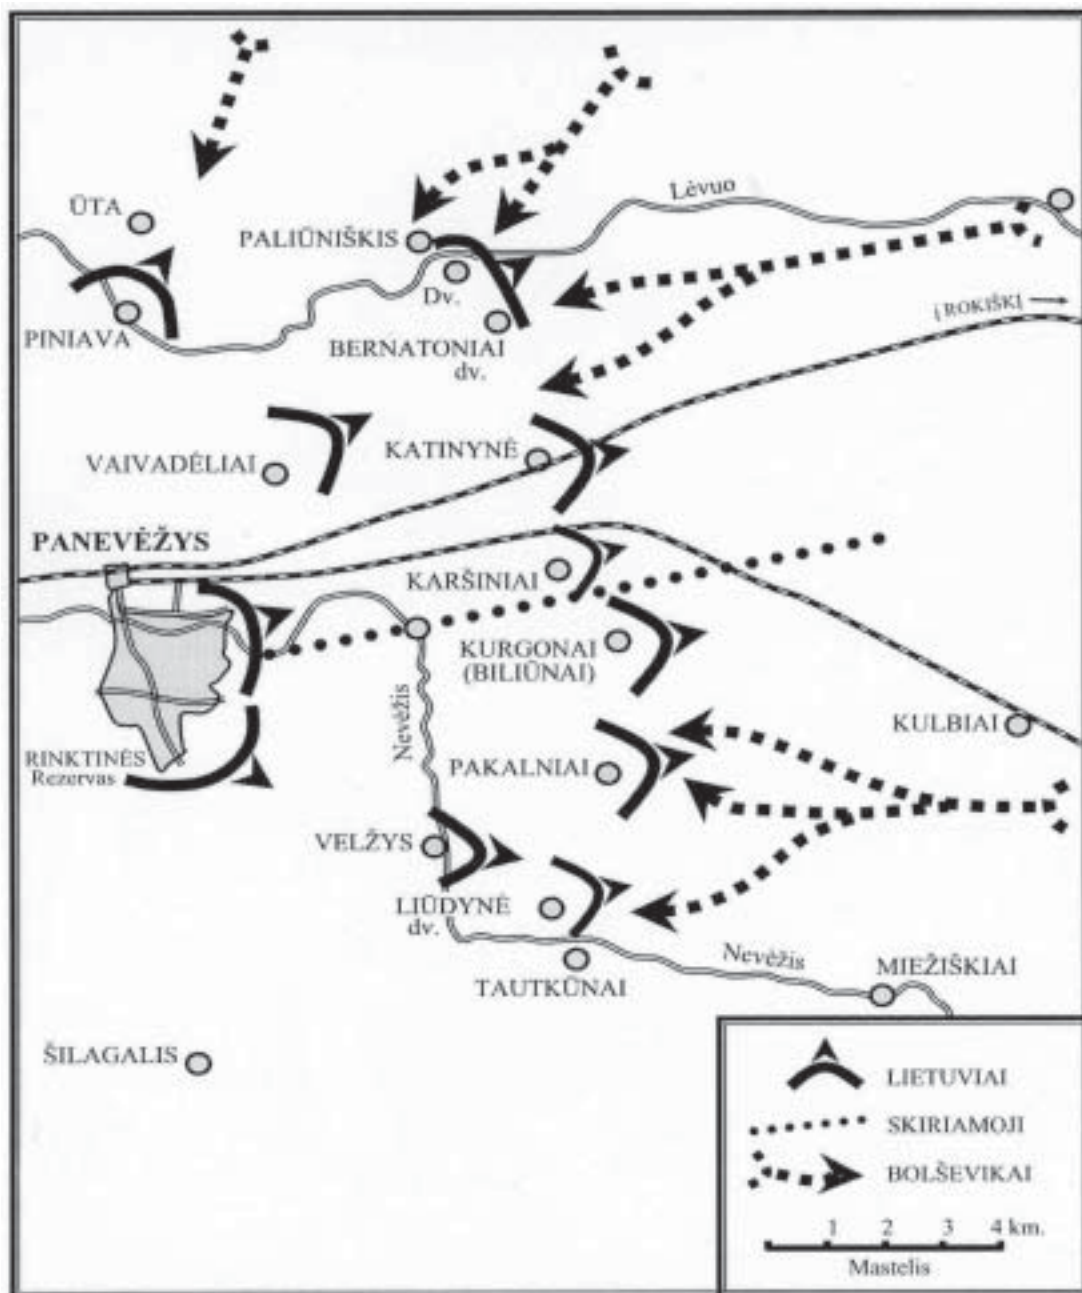 Lėvuo
ŪTA
PALIŪNIŠKIS
Dv.
Į ROKIŠKĮ
PINIAVA
BERNATONIAI
dv.
KATINYNĖ
VAIVADĖLIAI
PANEVĖŽYS
KARŠINIAI
KURGONAI
(BILIŪNAI)
Nevėžis
KULBIAI
RINKTINĖS
Rezervas
PAKALNIAI
VELŽYS
LIŪDYNĖ
dv.
Nevėžis
MIEŽIŠKIAI
TAUTKŪNAI
ŠILAGALIS
LIETUVIAI
SKIRIAMOJI
BOLŠEVIKAI
1 2 3 4 km.
Mastelis